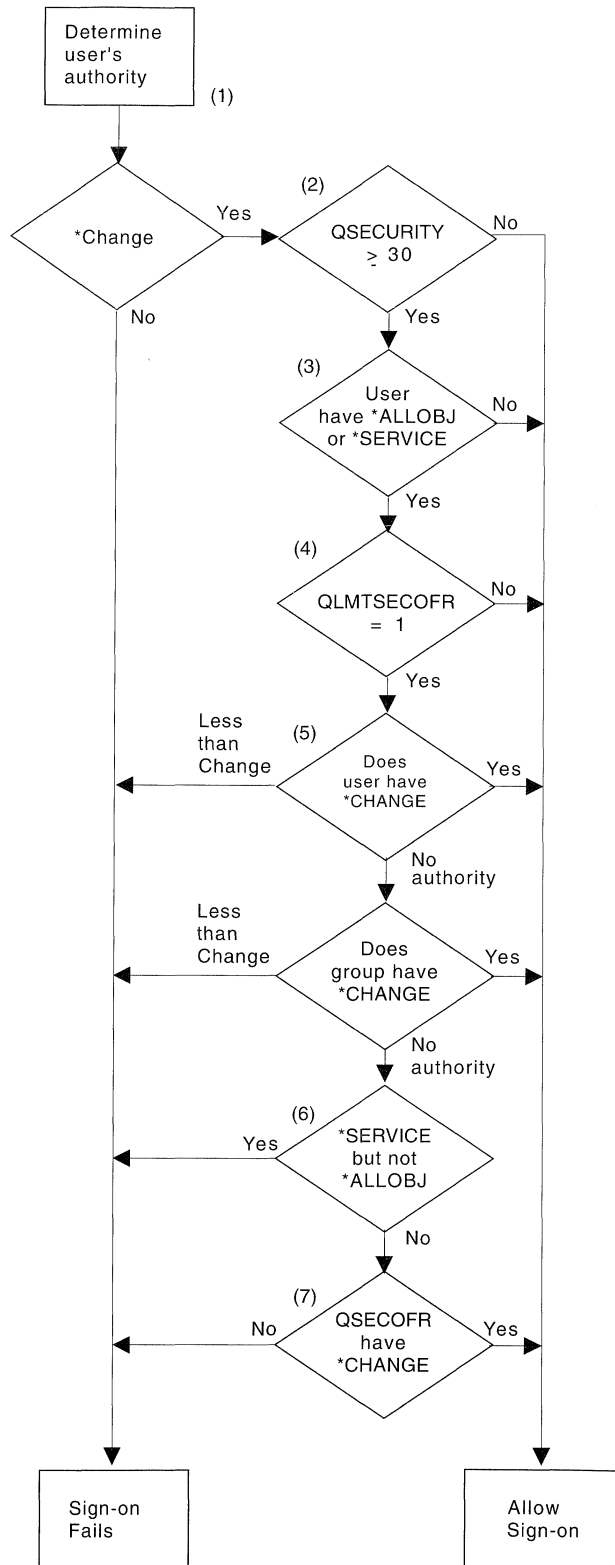 Determine
user's
authority
(1)
*Change
Yes
No
(2)
QSECURITY
≥ 30
No
Yes
(3)
User
have *ALLOBJ
or *SERVICE
No
Yes
(4)
QLMTSECOFR
= 1
No
Yes
Less
than
Change
(5)
Does
user have
*CHANGE
Yes
No
authority
Less
than
Change
Does
group have
*CHANGE
Yes
No
authority
(6)
Yes
*SERVICE
but not
*ALLOBJ
No
(7)
No
QSECOFR
have
*CHANGE
Yes
Sign-on
Fails
Allow
Sign-on